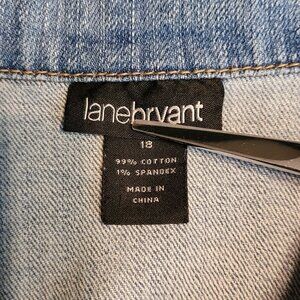 lanebryant
18
99% COTTON
1% SPANDEX
MADE IN
CHINA